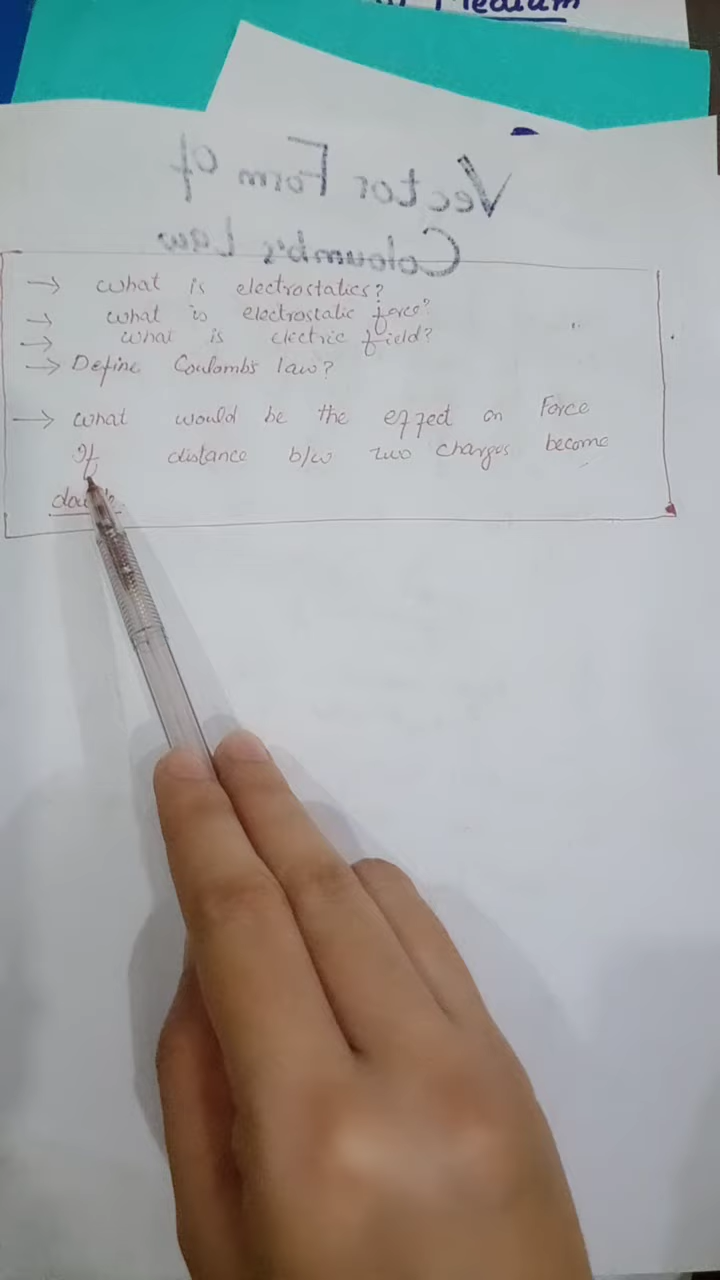 Medium
Vector Form of
Coloumb's Law
→ what is electrostatics?
→ what is electrostatic force?
→ what is electric field?
→ Define Coulomb's law?
→ what would be the effect on Force
If distance b/w two charges become